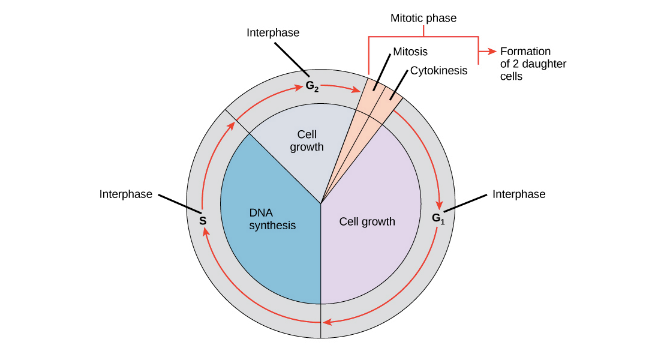 Mitotic phase
Interphase
Mitosis
Formation
of 2 daughter
cells
Cytokinesis
G₂
Cell
growth
Interphase
Interphase
S
G₁
DNA
synthesis
Cell growth